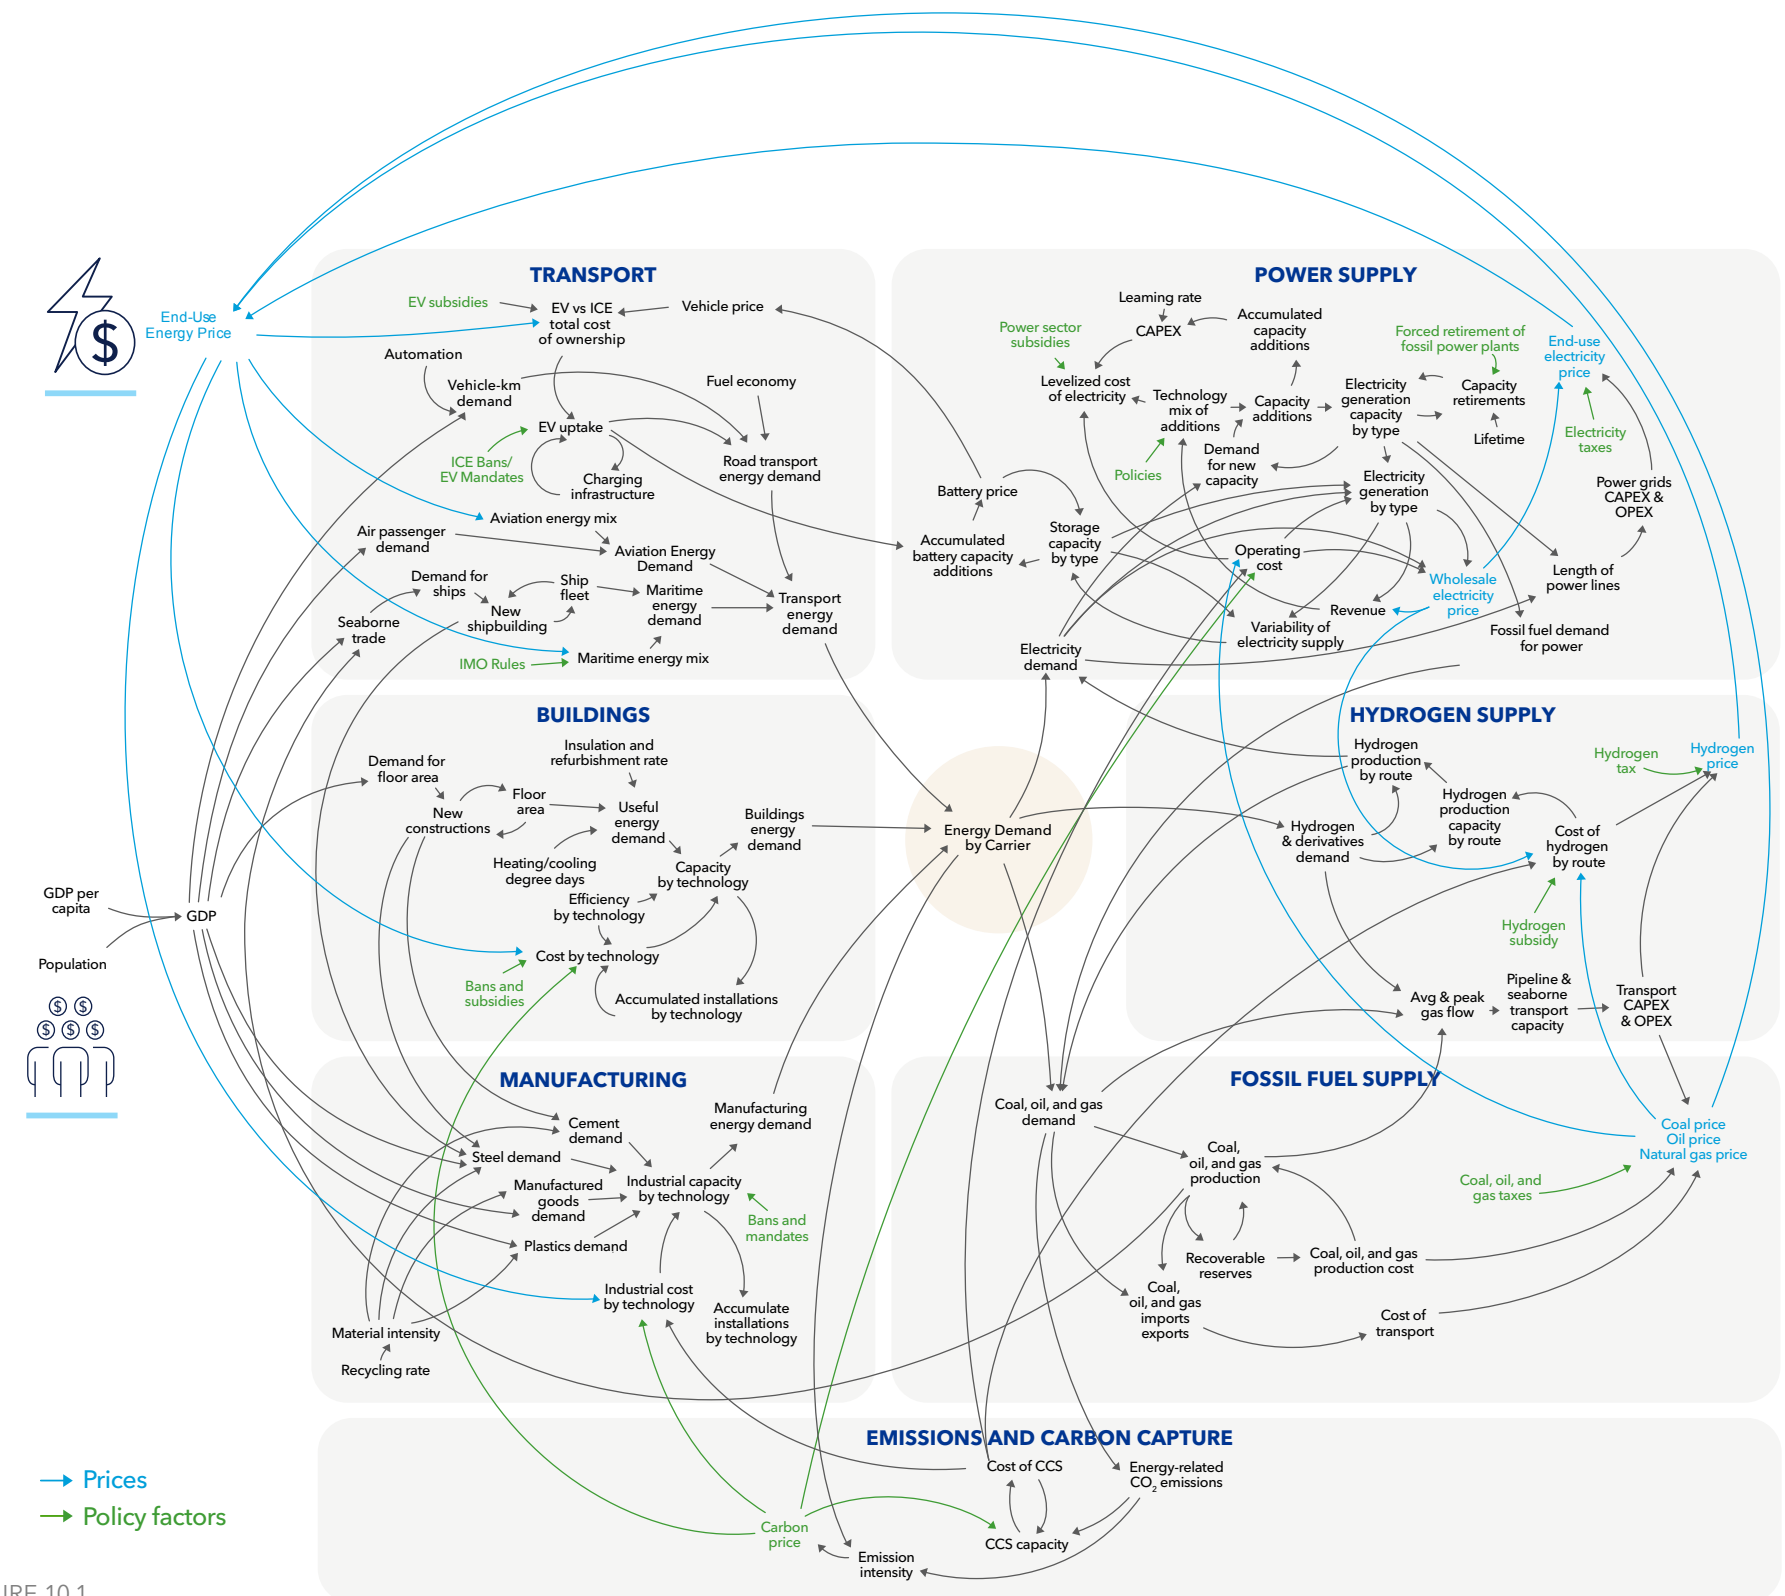 TRANSPORT
EV subsidies
EV vs ICE
total cost
of ownership
Vehicle price
End-Use
Energy Price
$
Automation
Vehicle-km
demand
Fuel economy
EV uptake
ICE Bans/
EV Mandates
Charging
infrastructure
Road transport
energy demand
Aviation energy mix
Air passenger
demand
Aviation Energy
Demand
Demand for
ships
Ship
fleet
New
shipbuilding
Maritime
energy
demand
Transport
energy
demand
Seaborne
trade
IMO Rules
Maritime energy mix
POWER SUPPLY
Learning rate
CAPEX
Accumulated
capacity
additions
Power sector
subsidies
Forced retirement of
fossil power plants
End-use
electricity
price
Levelized cost
of electricity
Technology
mix of
additions
Capacity
additions
Electricity
generation
capacity
by type
Capacity
retirements
Lifetime
Electricity
taxes
Policies
Demand
for new
capacity
Electricity
generation
by type
Power grids
CAPEX &
OPEX
Battery price
Accumulated
battery capacity
additions
Storage
capacity
by type
Operating
cost
Wholesale
electricity
price
Length of
power lines
Revenue
Variability of
electricity supply
Fossil fuel demand
for power
Electricity
demand
BUILDINGS
Demand for
floor area
Insulation and
refurbishment rate
Floor
area
New
constructions
Useful
energy
demand
Buildings
energy
demand
Heating/cooling
degree days
Capacity
by technology
Efficiency
by technology
Cost by technology
Bans and
subsidies
Accumulated installations
by technology
Energy Demand
by Carrier
HYDROGEN SUPPLY
Hydrogen
production
by route
Hydrogen
tax
Hydrogen
price
Hydrogen
production
capacity
by route
Hydrogen
& derivatives
demand
Cost of
hydrogen
by route
Hydrogen
subsidy
Avg & peak
gas flow
Pipeline &
seaborne
transport
capacity
Transport
CAPEX
& OPEX
GDP per
capita
GDP
Population
$ $
$ $ $
MANUFACTURING
Manufacturing
energy demand
Cement
demand
Steel demand
Manufactured
goods
demand
Industrial capacity
by technology
Bans and
mandates
Plastics demand
Industrial cost
by technology
Accumulate
installations
by technology
Material intensity
Recycling rate
FOSSIL FUEL SUPPLY
Coal, oil, and gas
demand
Coal,
oil, and gas
production
Coal price
Oil price
Natural gas price
Coal, oil, and
gas taxes
Recoverable
reserves
Coal, oil, and gas
production cost
Coal,
oil, and gas
imports
exports
Cost of
transport
EMISSIONS AND CARBON CAPTURE
Cost of CCS
Energy-related
CO2 emissions
Carbon
price
CCS capacity
Emission
intensity
Prices
Policy factors